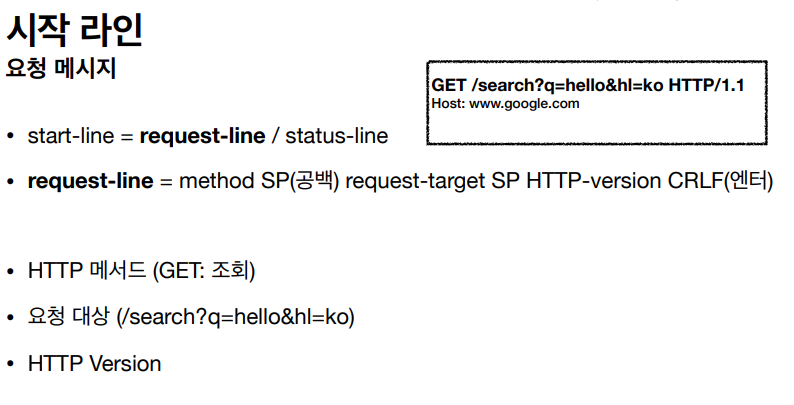 시작 라인
요청 메시지
GET /search?q=hello&hl=ko HTTP/1.1
Host: www.google.com
• start-line = request-line / status-line
• request-line = method SP(공백) request-target SP HTTP-version CRLF(엔터)
• HTTP 메서드 (GET: 조회)
• 요청 대상 (/search?q=hello&hl=ko)
• HTTP Version